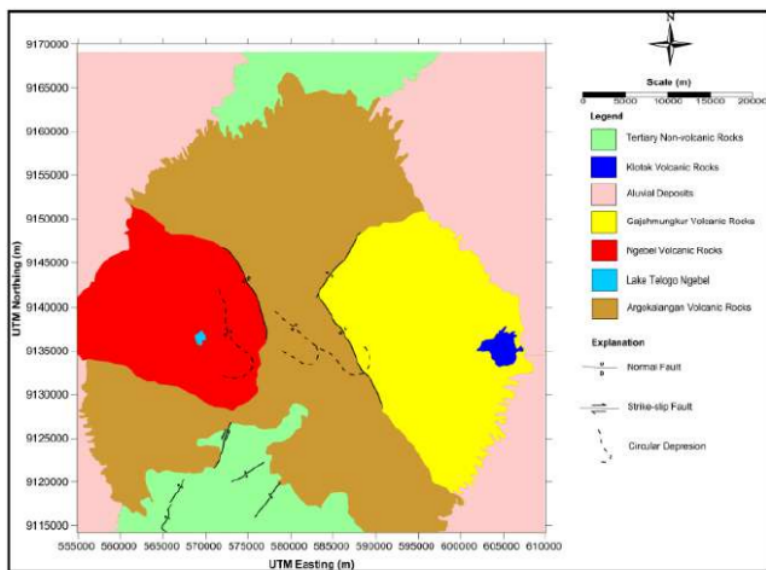 N
9170000
9165000
9160000
9155000
9150000
9145000
9140000
9135000
9130000
9125000
9120000
9115000
UTM Northing (m)
555000 560000 565000 570000 575000 580000 585000 590000 595000 600000 605000 610000
UTM Easting (m)
Scale (m)
0 5000 10000 15000 20000
Legend
Tertiary Non-volcanic Rocks
Klotok Volcanic Rocks
Aluvial Deposits
Gajahmungkur Volcanic Rocks
Ngebel Volcanic Rocks
Lake Telogo Ngebel
Argokalangan Volcanic Rocks
Explanation
Normal Fault
Strike-slip Fault
Circular Depresion